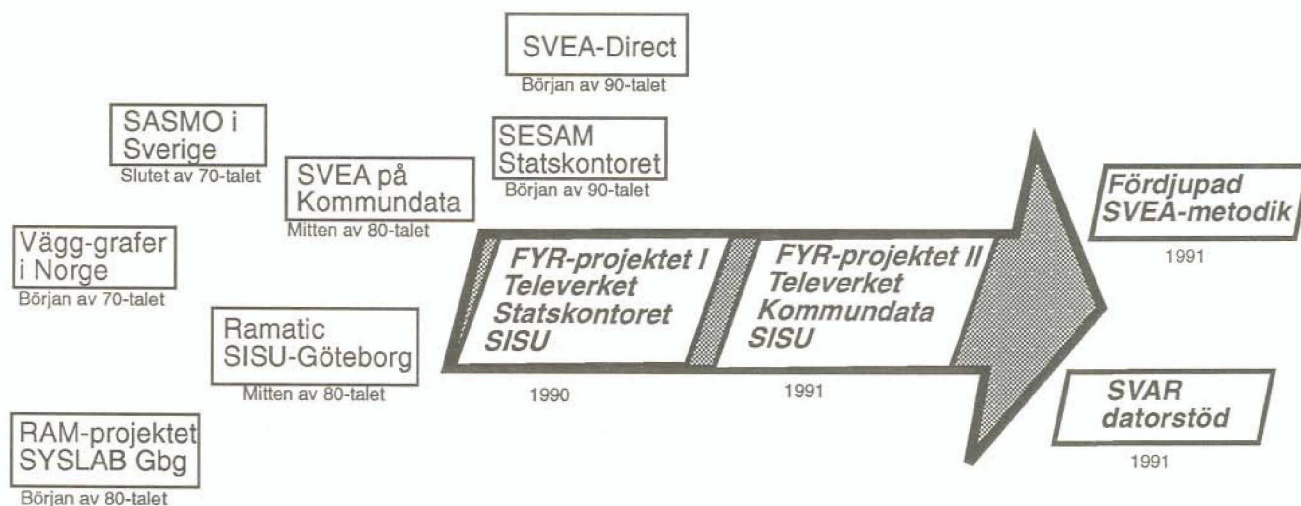 SVEA-Direct
Början av 90-talet
SASMO i
Sverige
Slutet av 70-talet
SVEA på
Kommundata
Mitten av 80-talet
SESAM
Statskontoret
Början av 90-talet
Vägg-grafer
i Norge
Början av 70-talet
Ramatic
SISU-Göteborg
Mitten av 80-talet
RAM-projektet
SYSLAB Gbg
Början av 80-talet
FYR-projektet I
Televerket
Statskontoret
SISU
1990
FYR-projektet II
Televerket
Kommundata
SISU
1991
Fördjupad
SVEA-metodik
1991
SVAR
datorstöd
1991